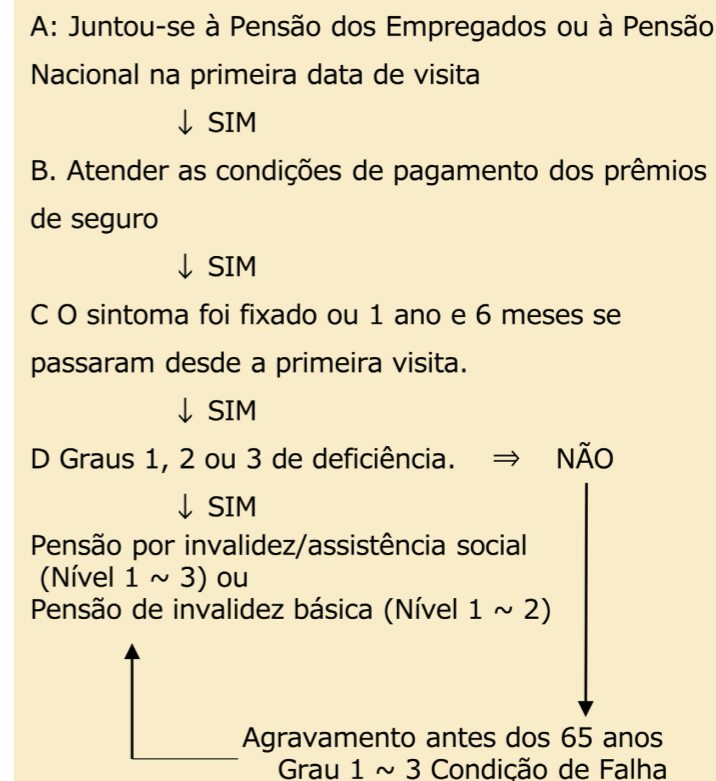 A: Juntou-se à Pensão dos Empregados ou à Pensão
Nacional na primeira data de visita
↓ SIM
B. Atender as condições de pagamento dos prêmios
de seguro
↓ SIM
C O sintoma foi fixado ou 1 ano e 6 meses se
passaram desde a primeira visita.
↓ SIM
D Graus 1, 2 ou 3 de deficiência. ⇒ NÃO
↓ SIM
Pensão por invalidez/assistência social
(Nível 1 ~ 3) ou
Pensão de invalidez básica (Nível 1 ~ 2)
Agravamento antes dos 65 anos
Grau 1 ~ 3 Condição de Falha